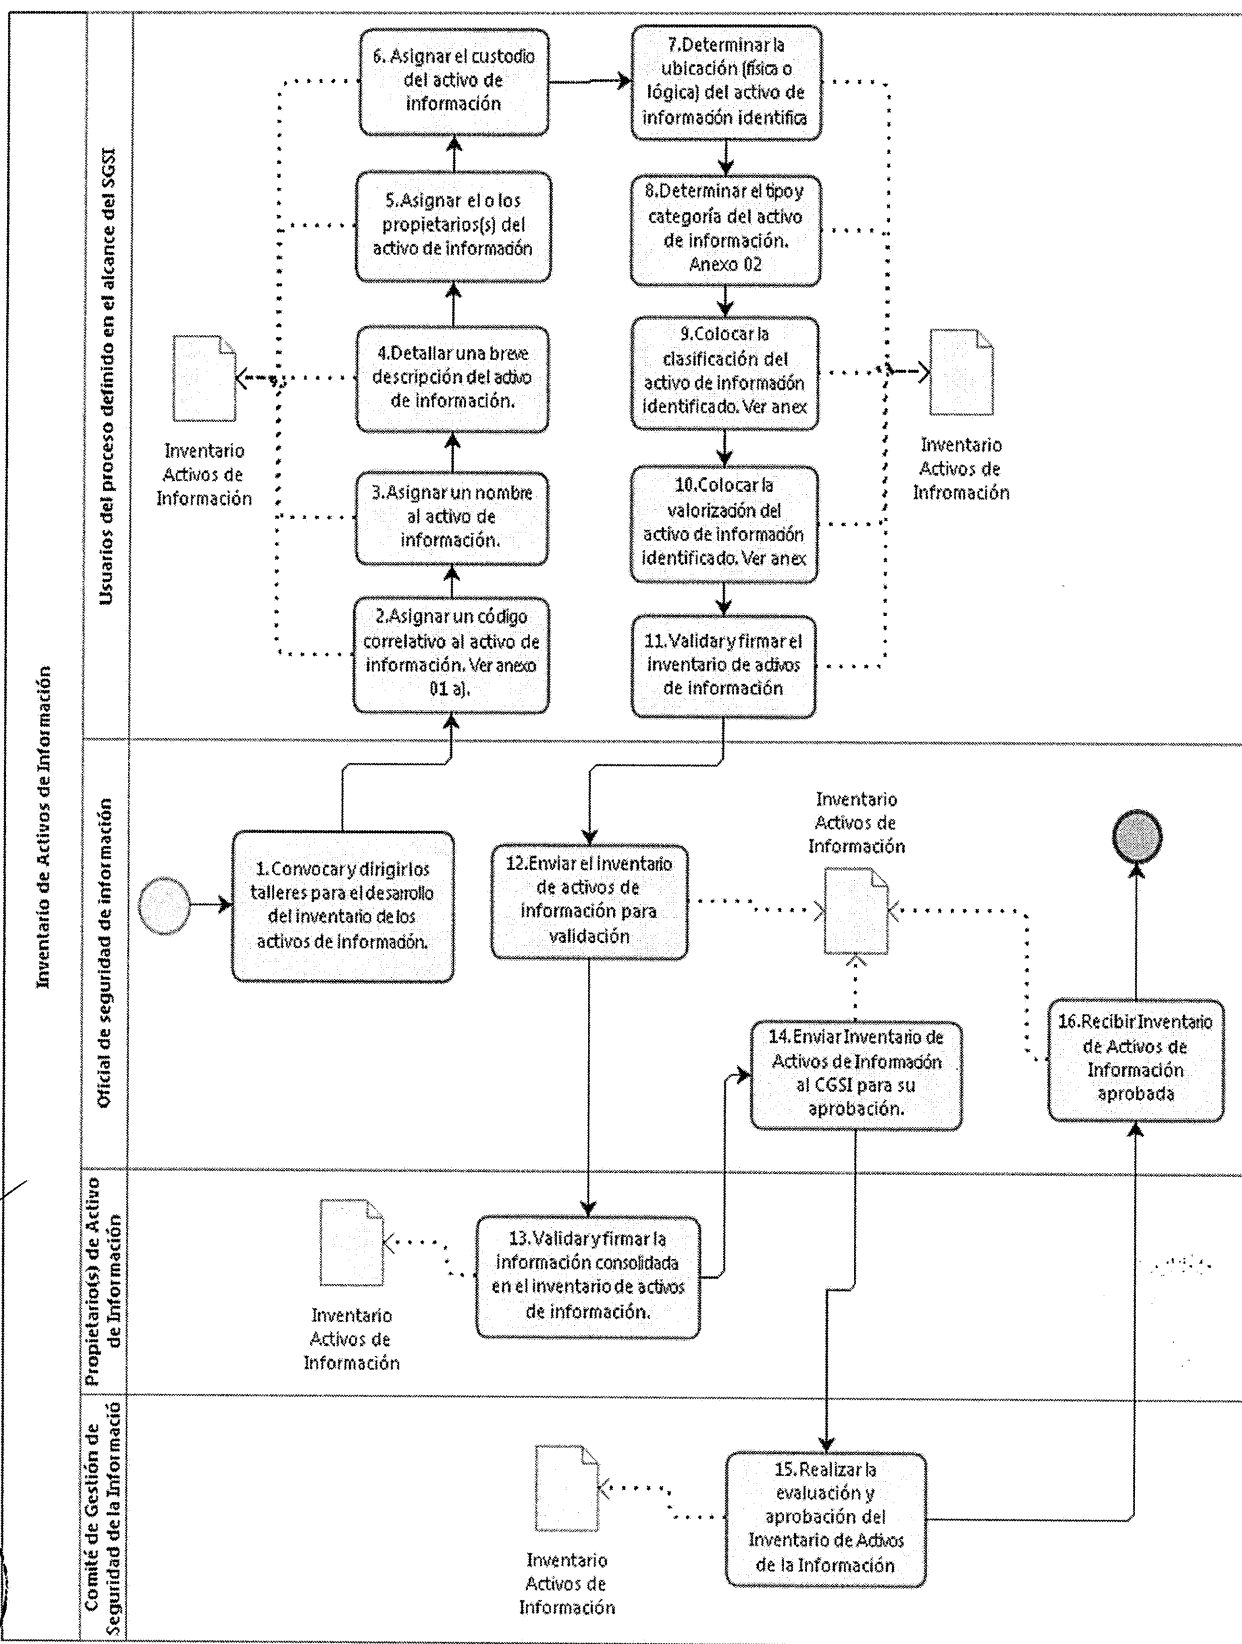 Inventario de Activos de Información
Usuarios del proceso definido en el alcance del SGSI
6. Asignar el custodio
del activo de
información
7.Determinar la
ubicación (física o
lógica) del activo de
información identifica
5.Asignar el o los
propietarios(s) del
activo de información
8.Determinar el tipo y
categoría del activo
de información.
Anexo 02
4.Detallar una breve
descripción del activo
de información.
9.Colocar la
clasificación del
activo de información
identificado. Ver anex
Inventario
Activos de
Información
Inventario
Activos de
Infromación
3.Asignar un nombre
al activo de
información.
10.Colocar la
valorización del
activo de información
identificado. Ver anex
2.Asignar un código
correlativo al activo de
información. Ver anexo
01 a).
11.Validar y firmar el
inventario de activos
de información
Oficial de seguridad de información
1.Convocar y dirigir los
talleres para el desarrollo
del inventario de los
activos de información.
12.Enviar el inventario
de activos de
información para
validación
Inventario
Activos de
Información
14.Enviar Inventario de
Activos de Información
al CGSI para su
aprobación.
16.Recibir Inventario
de Activos de
Información
aprobada
Propietario(s) de Activo
de Información
13.Validar y firmar la
información consolidada
en el inventario de activos
de información.
Inventario
Activos de
Información
Comité de Gestión de
Seguridad de la Informació
15.Realizar la
evaluación y
aprobación del
Inventario de Activos
de la Información
Inventario
Activos de
Información